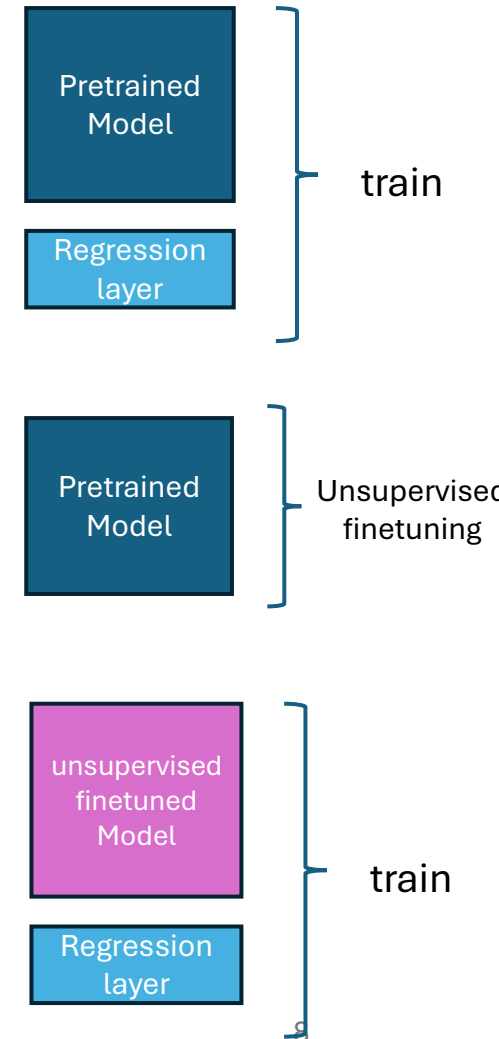 Pretrained
Model
train
Regression
layer
Pretrained
Model
Unsupervised
finetuning
unsupervised
finetuned
Model
train
Regression
layer